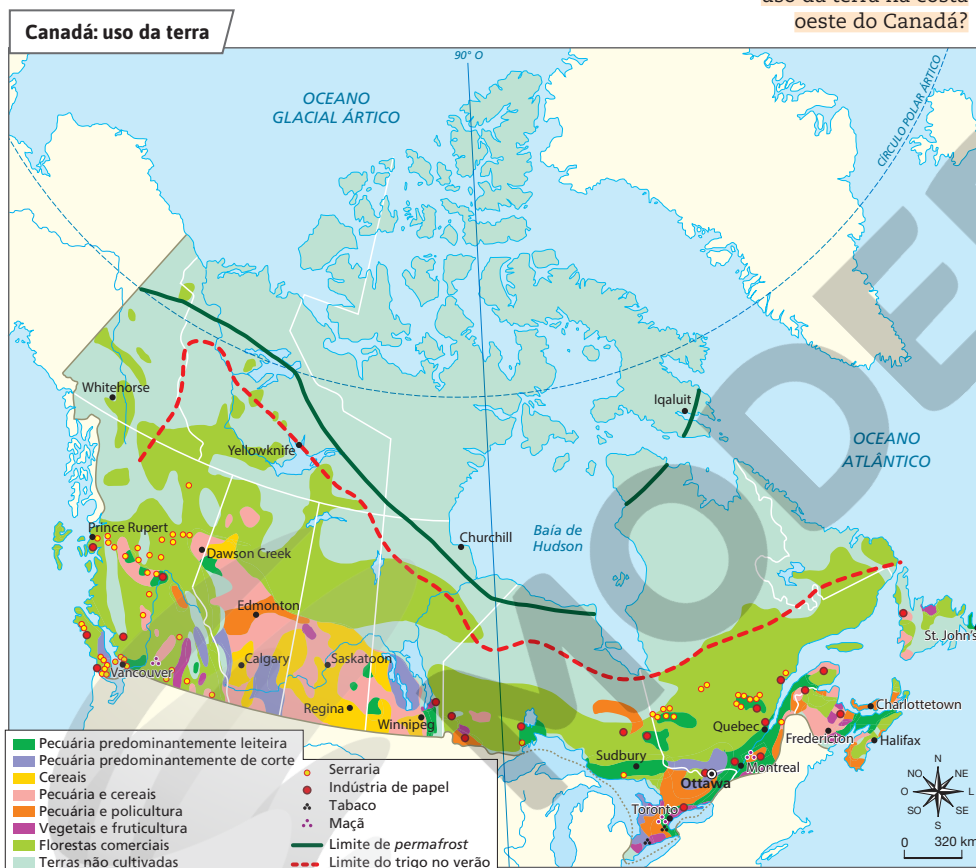 uso da terra na costa
oeste do Canadá?
Canadá: uso da terra
90° O
OCEANO
GLACIAL ÁRTICO
CÍRCULO POLAR ÁRTICO
Whitehorse
Iqaluit
Yellowknife
OCEANO
ATLÂNTICO
Prince Rupert
Churchill
Baía de
Hudson
Dawson Creek
Edmonton
St. John's
Calgary
Saskatoon
Vancouver
Regina
Winnipeg
Charlottetown
Quebec
Fredericton
Halifax
Sudbury
Montreal
Ottawa
Toronto
Pecuária predominantemente leiteira
Pecuária predominantemente de corte
Cereais
Pecuária e cereais
Pecuária e policultura
Vegetais e fruticultura
Florestas comerciais
Terras não cultivadas
Serraria
Indústria de papel
Tabaco
Maçã
Limite de permafrost
Limite do trigo no verão
N
NO
NE
O
L
SO
SE
S
0 320 km
MODE